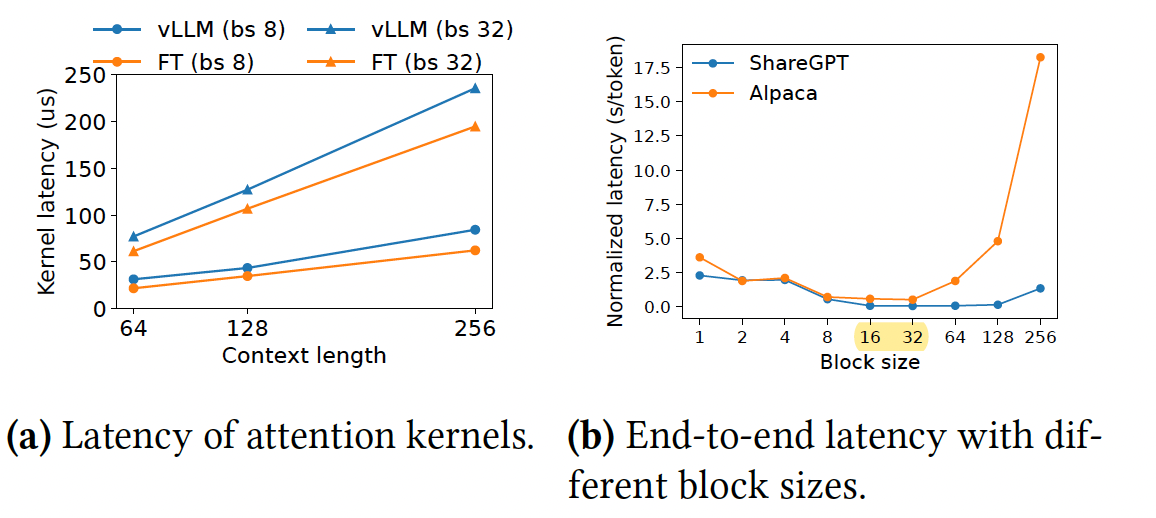 vLLM (bs 8)
vLLM (bs 32)
FT (bs 8)
FT (bs 32)
Kernel latency (us)
250
200
150
100
50
0
64 128 256
Context length
(a) Latency of attention kernels.
ShareGPT
Alpaca
Normalized latency (s/token)
17.5
15.0
12.5
10.0
7.5
5.0
2.5
0.0
1 2 4 8 16 32 64 128 256
Block size
(b) End-to-end latency with dif-
ferent block sizes.